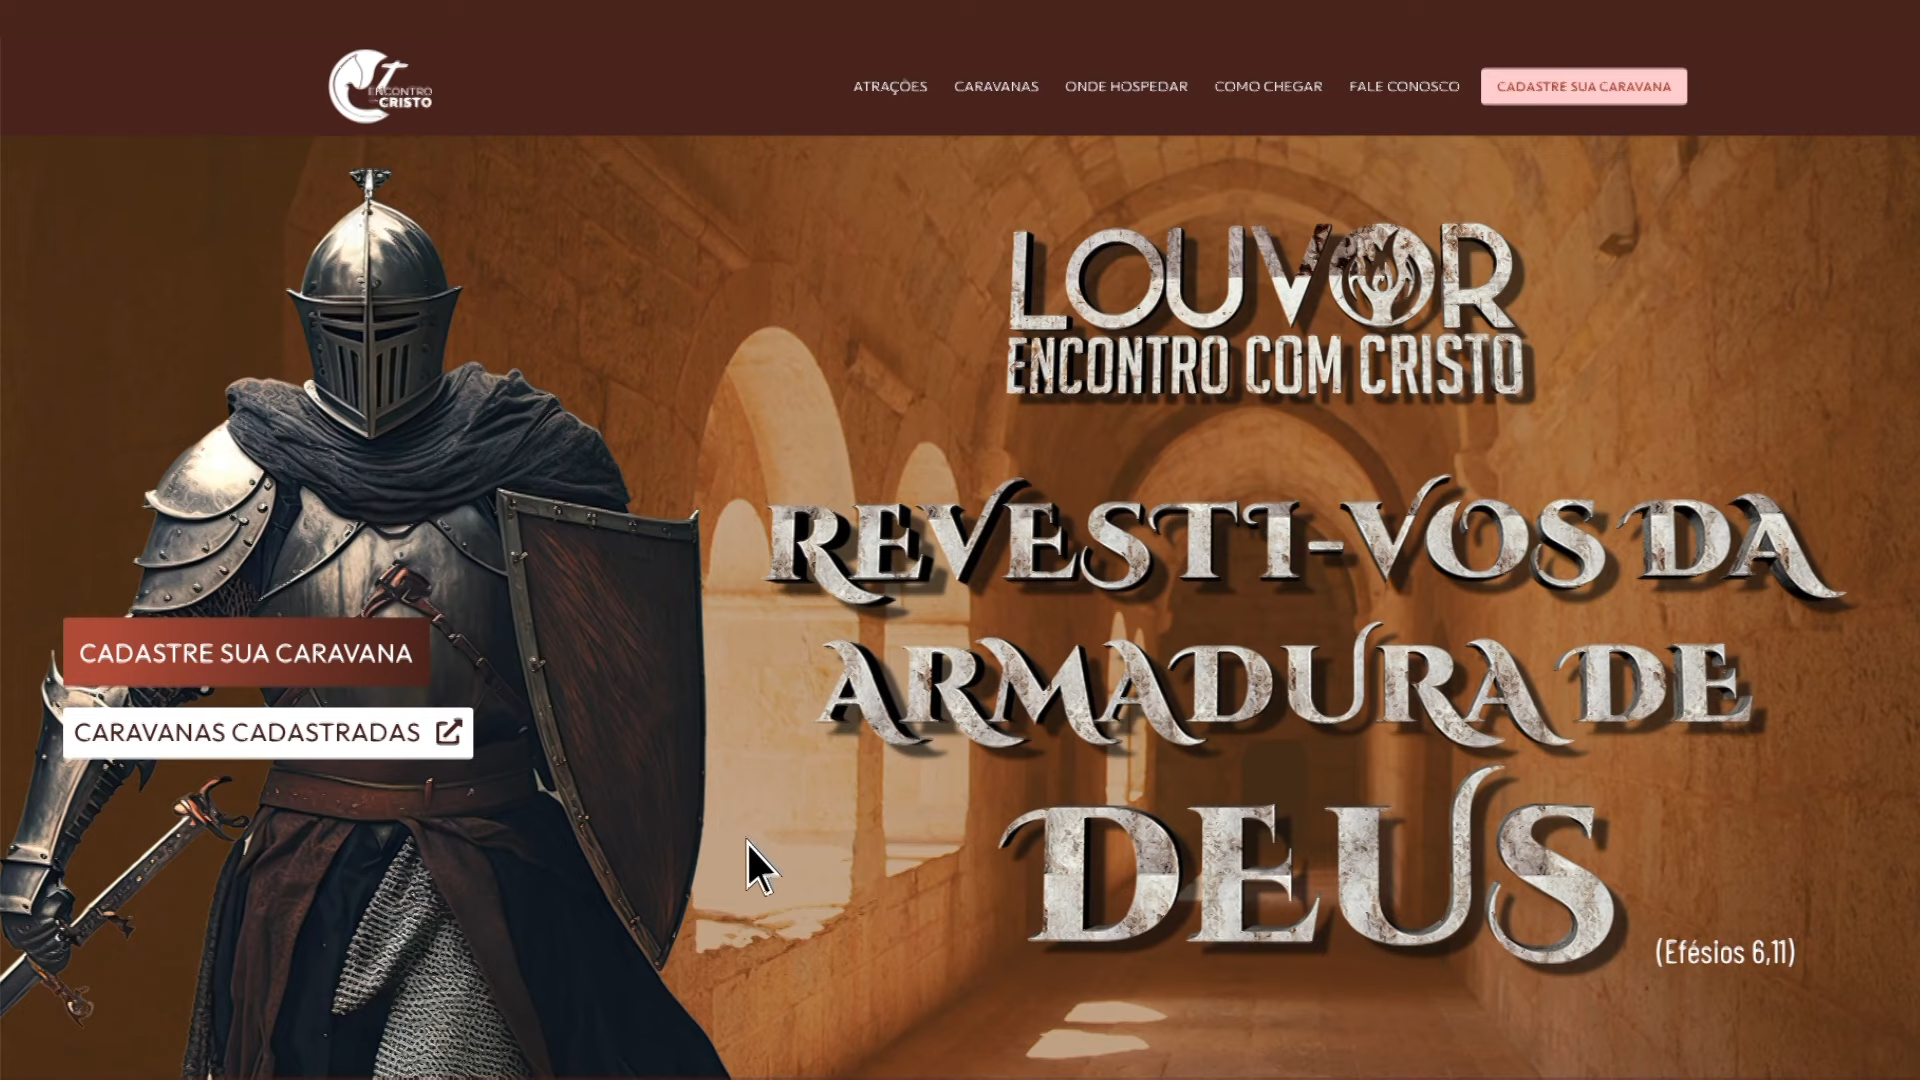 ENCONTRO
CRISTO
ATRAÇÕES
CARAVANAS
ONDE HOSPEDAR
COMO CHEGAR
FALE CONOSCO
CADASTRE SUA CARAVANA
LOUVOR
ENCONTRO COM CRISTO
REVESTI-VOS DA
ARMADURA DE
DEUS
(Efésios 6,11)
CADASTRE SUA CARAVANA
CARAVANAS CADASTRADAS